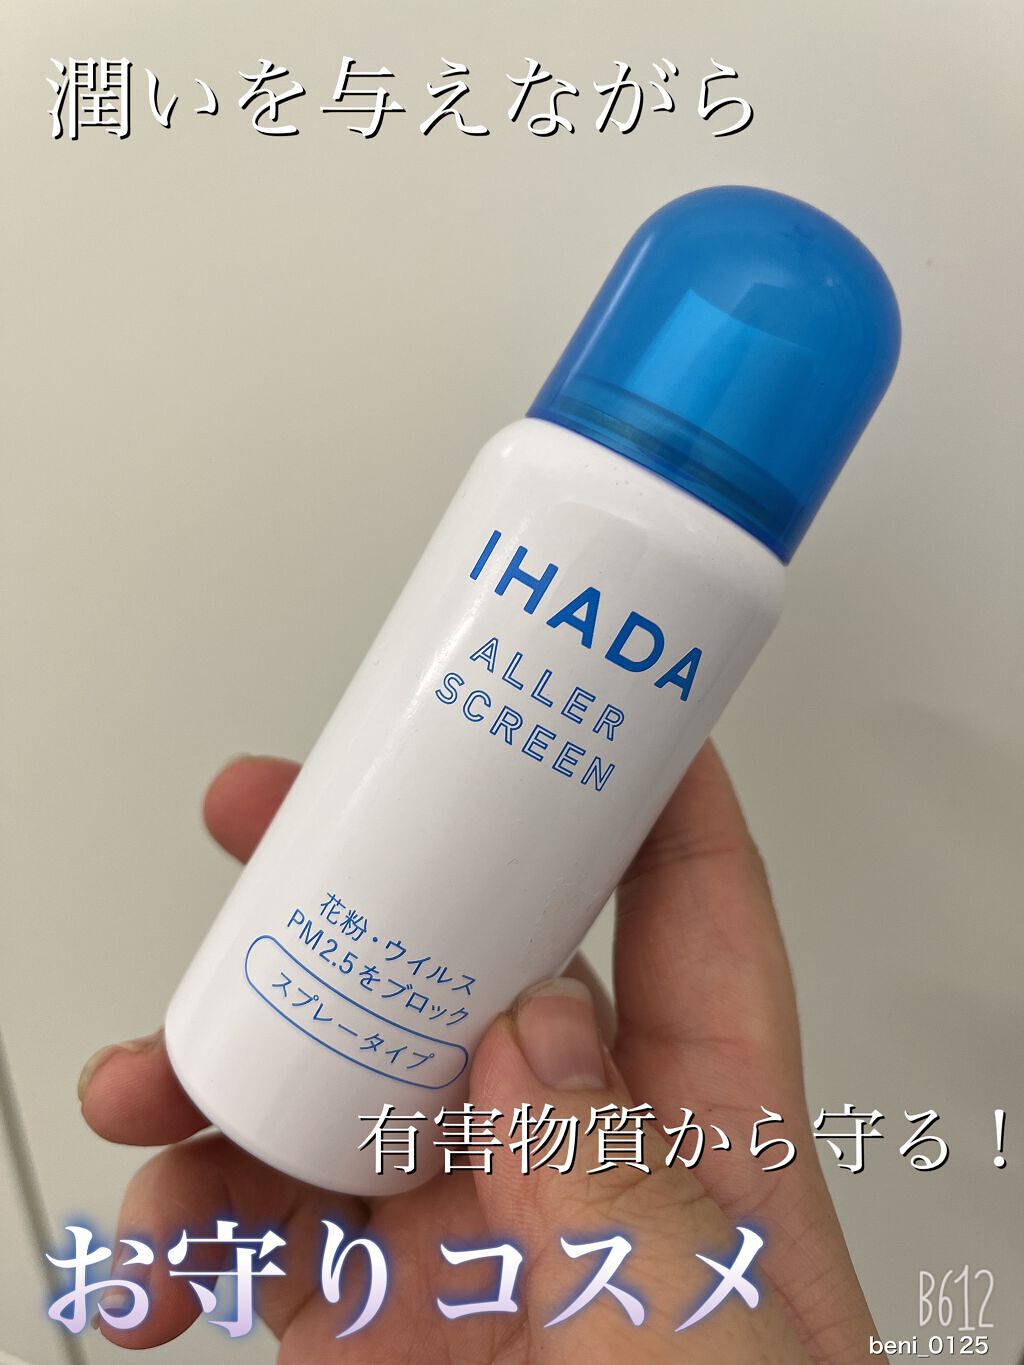 潤いを与えながら
IHADA
ALLER
SCREEN
花粉・ウイルス
PM2.5をブロック
スプレータイプ
有害物質から守る！
お守りコスメ
B612
beni_0125